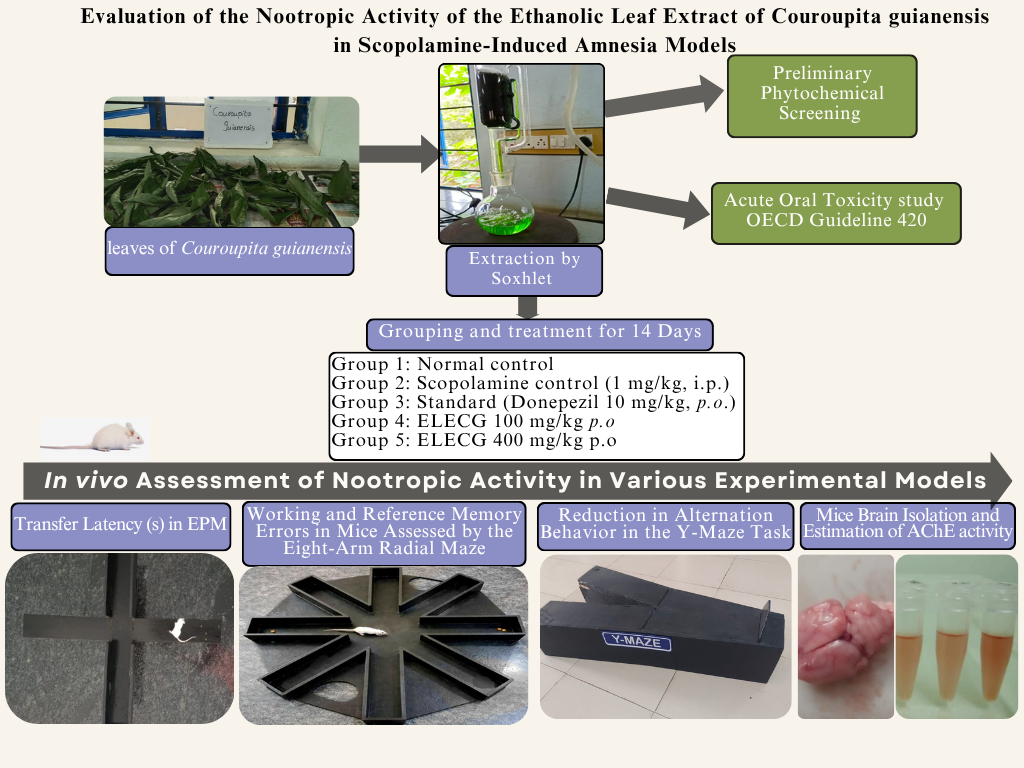 Evaluation of the Nootropic Activity of the Ethanolic Leaf Extract of Couroupita guianensis
in Scopolamine-Induced Amnesia Models
Couroupita
guianensis
leaves of Couroupita guianensis
Extraction by
Soxhlet
Preliminary
Phytochemical
Screening
Acute Oral Toxicity study
OECD Guideline 420
Grouping and treatment for 14 Days
Group 1: Normal control
Group 2: Scopolamine control (1 mg/kg, i.p.)
Group 3: Standard (Donepezil 10 mg/kg, p.o.)
Group 4: ELECG 100 mg/kg p.o
Group 5: ELECG 400 mg/kg p.o
In vivo Assessment of Nootropic Activity in Various Experimental Models
Transfer Latency (s) in EPM
Working and Reference Memory
Errors in Mice Assessed by the
Eight-Arm Radial Maze
Reduction in Alternation
Behavior in the Y-Maze Task
Mice Brain Isolation and
Estimation of AChE activity
Y-MAZE